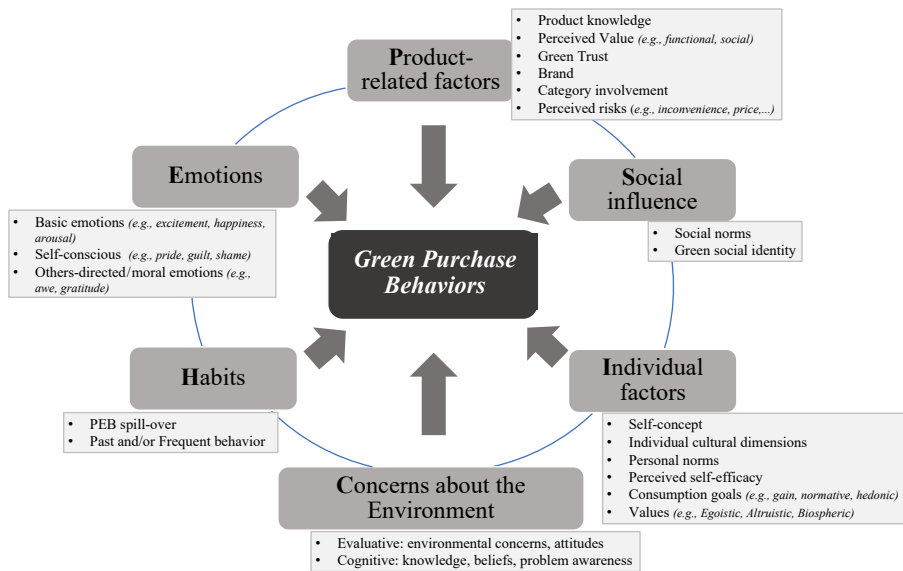 Product-
related factors
• Product knowledge
• Perceived Value (e.g., functional, social)
• Green Trust
• Brand
• Category involvement
• Perceived risks (e.g., inconvenience, price,...)
Emotions
• Basic emotions (e.g., excitement, happiness,
arousal)
• Self-conscious (e.g., pride, guilt, shame)
• Others-directed/moral emotions (e.g.,
awe, gratitude)
Social
influence
• Social norms
• Green social identity
Green Purchase
Behaviors
Habits
• PEB spill-over
• Past and/or Frequent behavior
Individual
factors
• Self-concept
• Individual cultural dimensions
• Personal norms
• Perceived self-efficacy
• Consumption goals (e.g., gain, normative, hedonic)
• Values (e.g., Egoistic, Altruistic, Biospheric)
Concerns about the
Environment
• Evaluative: environmental concerns, attitudes
• Cognitive: knowledge, beliefs, problem awareness